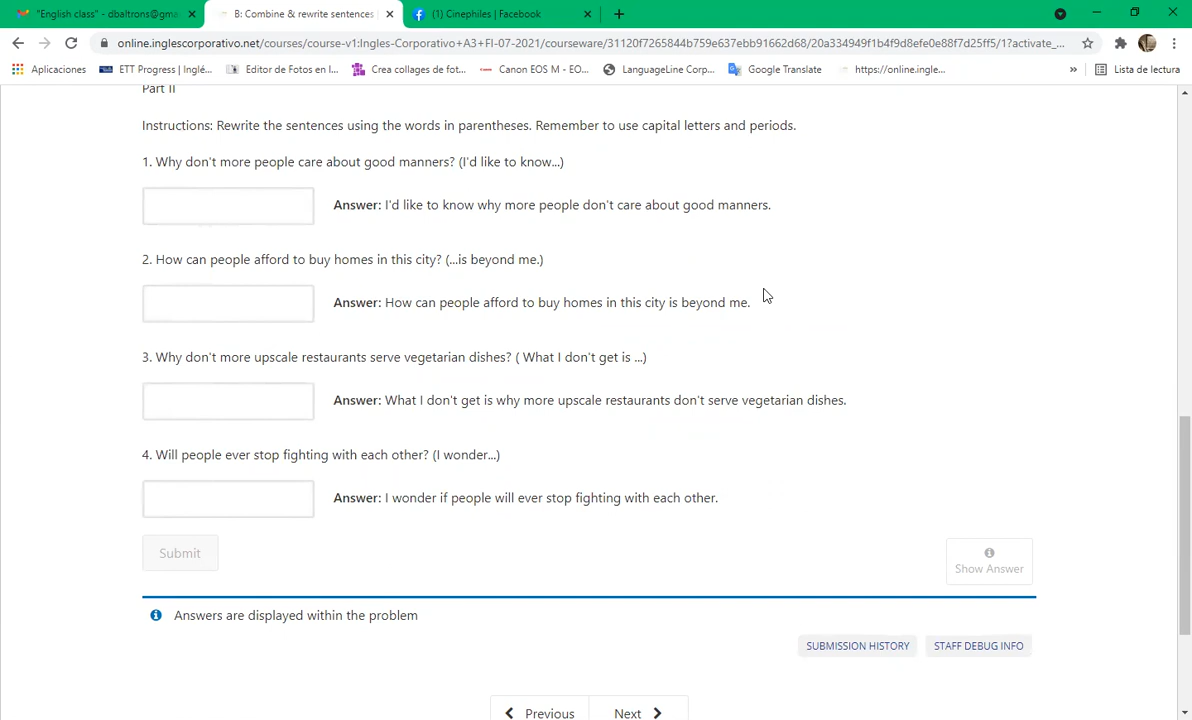 "English class" - dbaltrons@gma
B: Combine & rewrite sentences
(1) Cinephiles | Facebook
online.inglescorporativo.net/courses/course-v1:Ingles-Corporativo+A3+FI-07-2021/courseware/31120f7265844b759e637ebb91662d68/20a334949f1b4f9d8efe0e88f7d25ff5/1?activate_...
Aplicaciones ETT Progress | Inglé... Editor de Fotos en l... Crea collages de fot... Canon EOS M - EO... LanguageLine Corp... Google Translate https://online.ingle... » Lista de lectura
Part II
Instructions: Rewrite the sentences using the words in parentheses. Remember to use capital letters and periods.
1. Why don't more people care about good manners? (I'd like to know...)
Answer: I'd like to know why more people don't care about good manners.
2. How can people afford to buy homes in this city? (...is beyond me.)
Answer: How can people afford to buy homes in this city is beyond me.
3. Why don't more upscale restaurants serve vegetarian dishes? ( What I don't get is ...)
Answer: What I don't get is why more upscale restaurants don't serve vegetarian dishes.
4. Will people ever stop fighting with each other? (I wonder...)
Answer: I wonder if people will ever stop fighting with each other.
Submit
Show Answer
Answers are displayed within the problem
SUBMISSION HISTORY STAFF DEBUG INFO
Previous Next